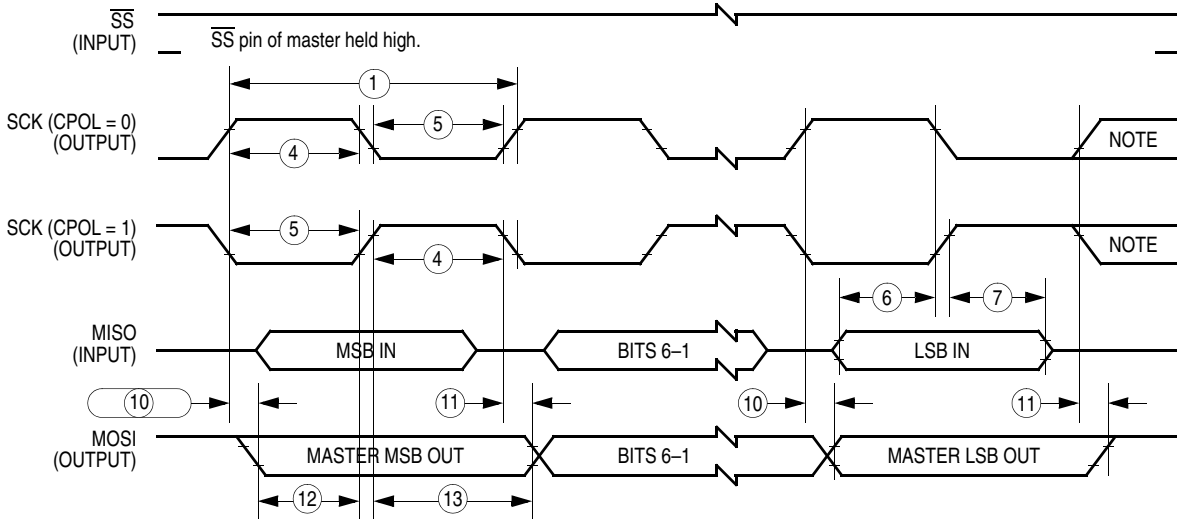 SS
(INPUT)
SS pin of master held high.
1
SCK (CPOL = 0)
(OUTPUT)
5
4
NOTE
SCK (CPOL = 1)
(OUTPUT)
5
4
NOTE
6
7
MISO
(INPUT)
MSB IN
BITS 6–1
LSB IN
10
11
10
11
MOSI
(OUTPUT)
MASTER MSB OUT
BITS 6–1
MASTER LSB OUT
12
13